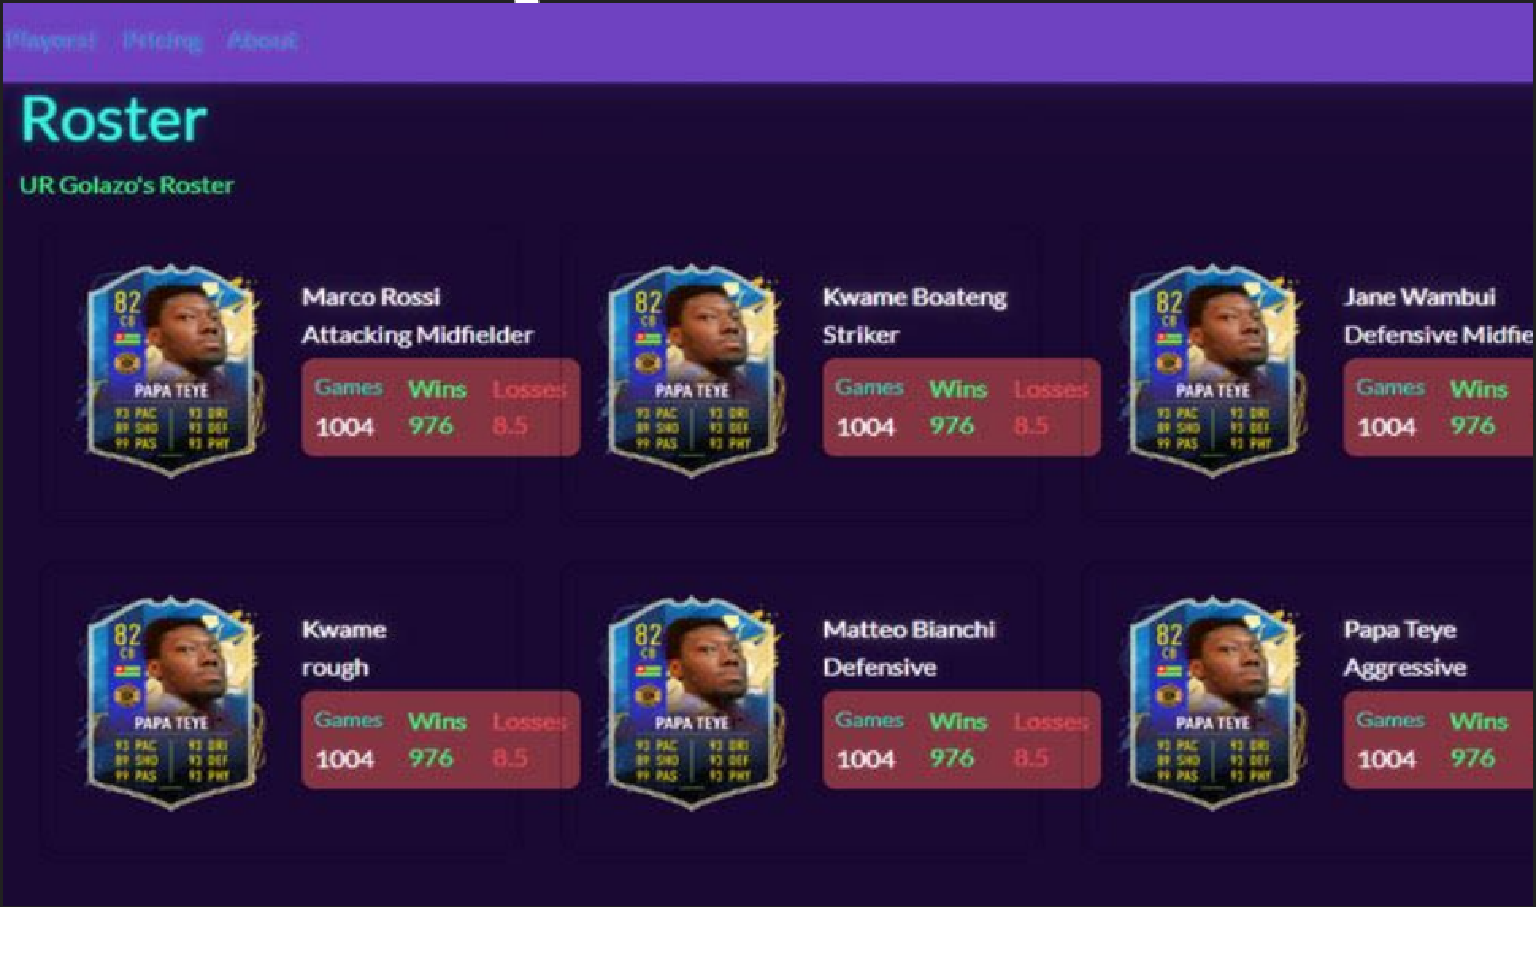 Players! Pricing About
Roster
UR Golazo's Roster
82
CB
PAPA TEYE
93 PAC 93 DRI
89 SHO 93 DEF
99 PAS 93 PHY
Marco Rossi
Attacking Midfielder
Games Wins Losses
1004 976 8.5
82
CB
PAPA TEYE
93 PAC 93 DRI
89 SHO 93 DEF
99 PAS 93 PHY
Kwame Boateng
Striker
Games Wins Losses
1004 976 8.5
82
CB
PAPA TEYE
93 PAC 93 DRI
89 SHO 93 DEF
99 PAS 93 PHY
Jane Wambui
Defensive Midfie
Games Wins
1004 976
82
CB
PAPA TEYE
93 PAC 93 DRI
89 SHO 93 DEF
99 PAS 93 PHY
Kwame
rough
Games Wins Losses
1004 976 8.5
82
CB
PAPA TEYE
93 PAC 93 DRI
89 SHO 93 DEF
99 PAS 93 PHY
Matteo Bianchi
Defensive
Games Wins Losses
1004 976 8.5
82
CB
PAPA TEYE
93 PAC 93 DRI
89 SHO 93 DEF
99 PAS 93 PHY
Papa Teye
Aggressive
Games Wins
1004 976